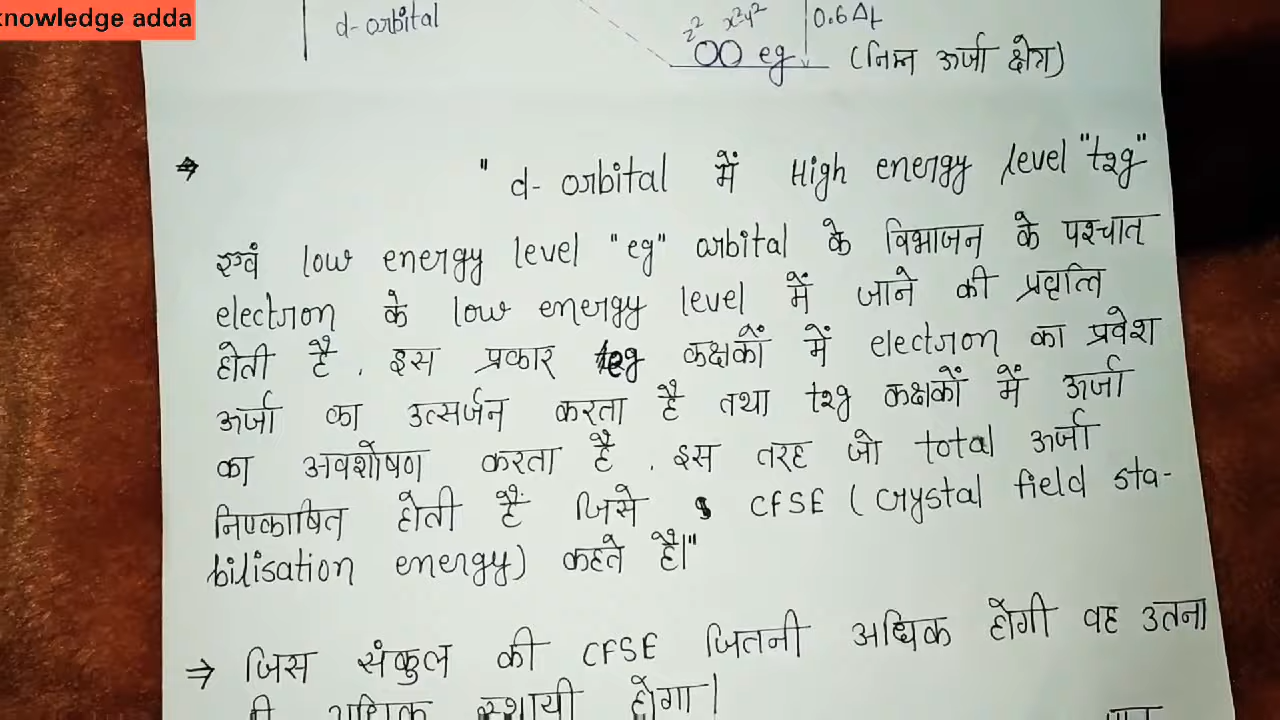 knowledge adda
d-orbital
z² x²y² 0.6Δt
eg (निम्न ऊर्जा क्षेत्र)
⇒ "d-orbital में High energy level "t2g"
एवं low energy level "eg" orbital के विभाजन के पश्चात्
electron के low energy level में जाने की प्रवृत्ति
होती है. इस प्रकार eg कक्षकों में electron का प्रवेश
ऊर्जा का उत्सर्जन करता है तथा t2g कक्षकों में ऊर्जा
का अवशोषण करता है. इस तरह जो total ऊर्जा
निष्काषित होती हैं जिसे CFSE (crystal field sta-
bilisation energy) कहते है।"
⇒ जिस संकुल की CFSE जितनी अधिक होंगी वह उतना
ही अधिक स्थायी होगा।